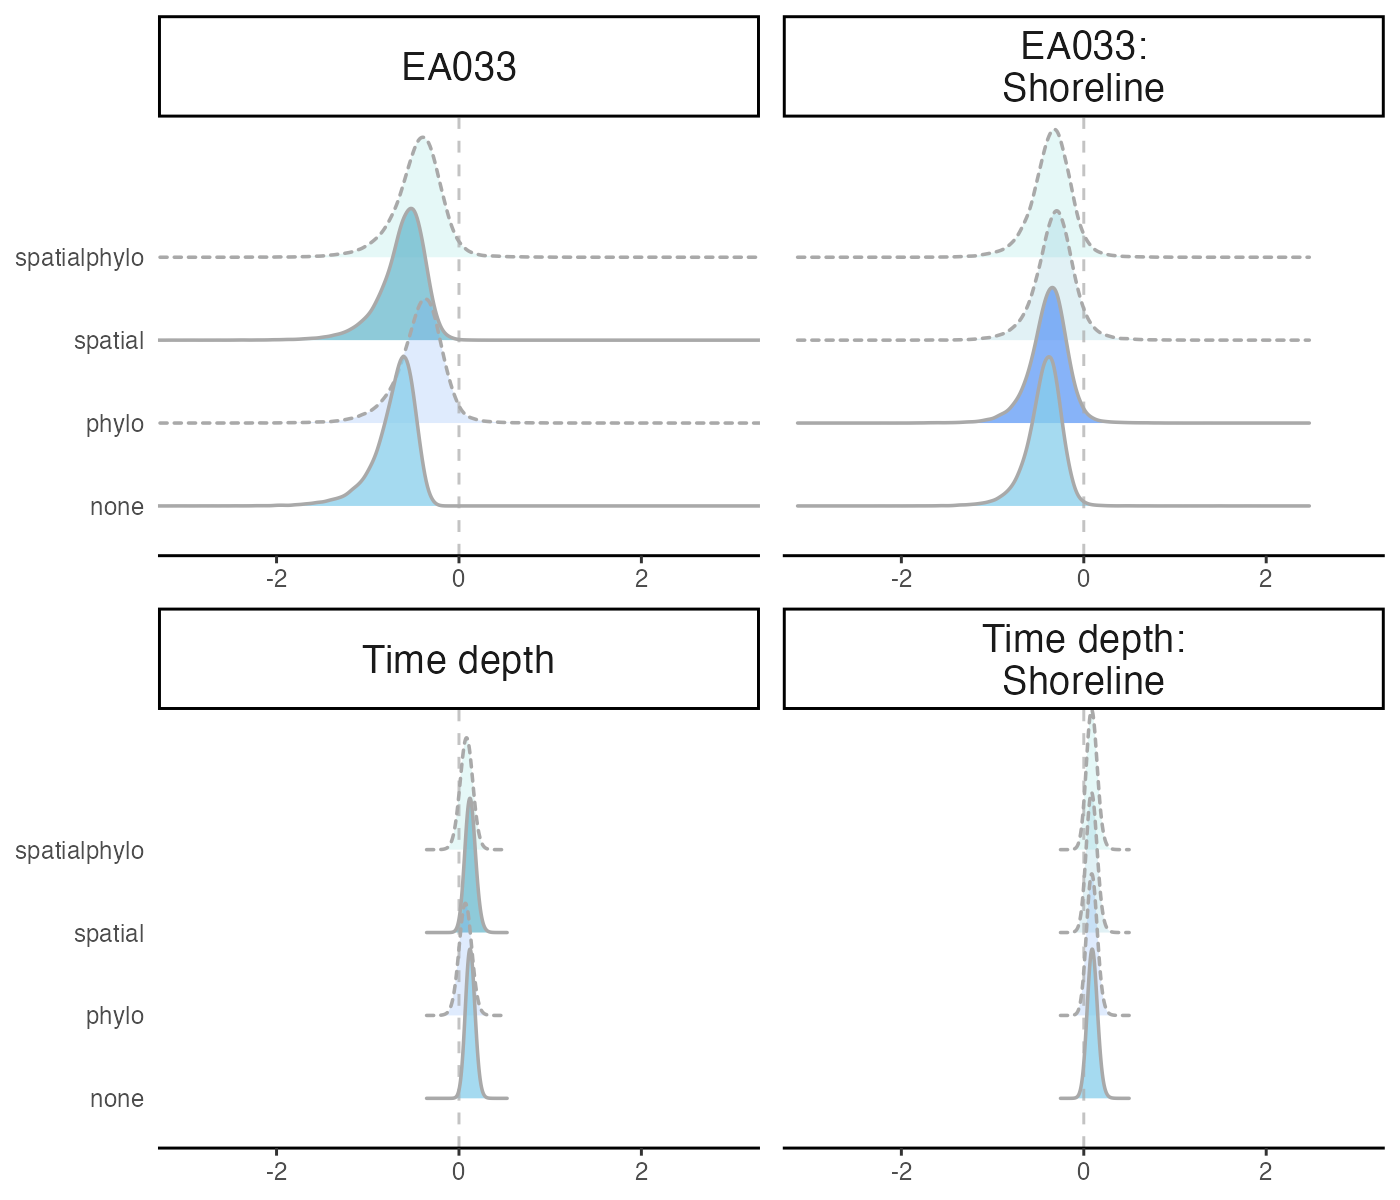 EA033
EA033:
Shoreline
spatialphylo
spatial
phylo
none
-2 0 2
-2 0 2
Time depth
Time depth:
Shoreline
spatialphylo
spatial
phylo
none
-2 0 2
-2 0 2